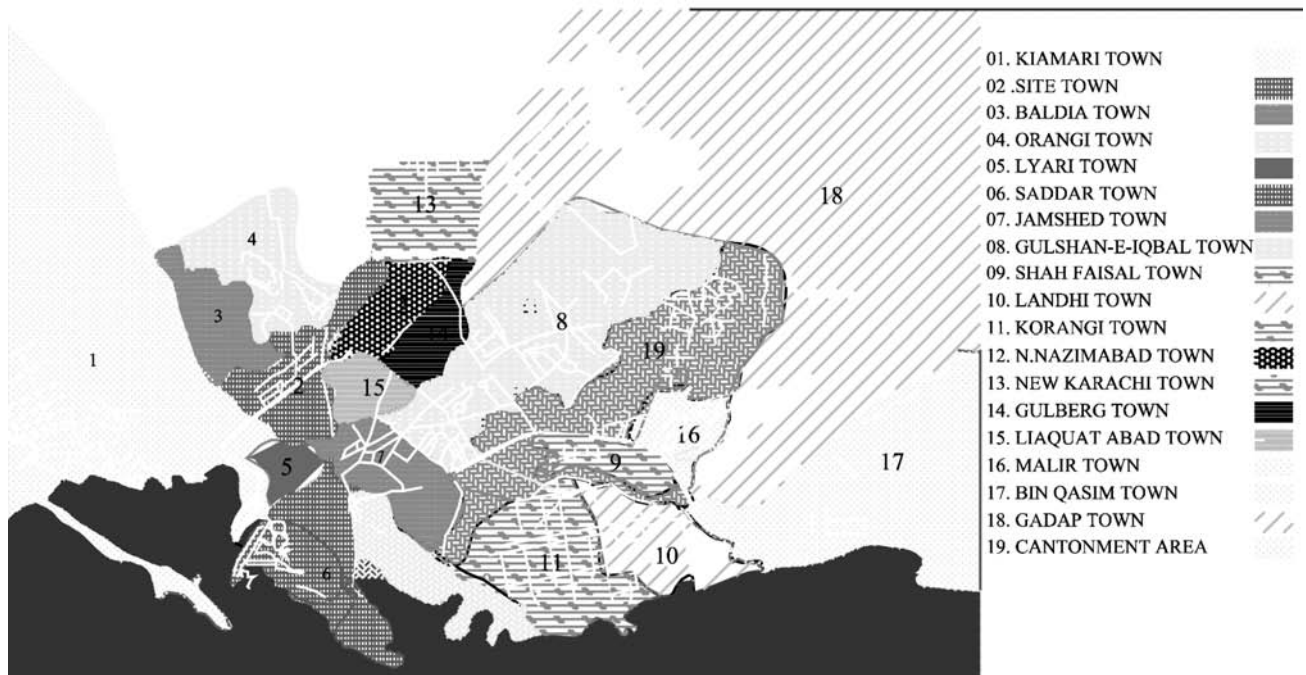 01. KIAMARI TOWN
02 .SITE TOWN
03. BALDIA TOWN
04. ORANGI TOWN
05. LYARI TOWN
06. SADDAR TOWN
07. JAMSHED TOWN
08. GULSHAN-E-IQBAL TOWN
09. SHAH FAISAL TOWN
10. LANDHI TOWN
11. KORANGI TOWN
12. N.NAZIMABAD TOWN
13. NEW KARACHI TOWN
14. GULBERG TOWN
15. LIAQUAT ABAD TOWN
16. MALIR TOWN
17. BIN QASIM TOWN
18. GADAP TOWN
19. CANTONMENT AREA
18
13
4
3
8
19
1
2
15
16
17
5
7
9
10
11
6